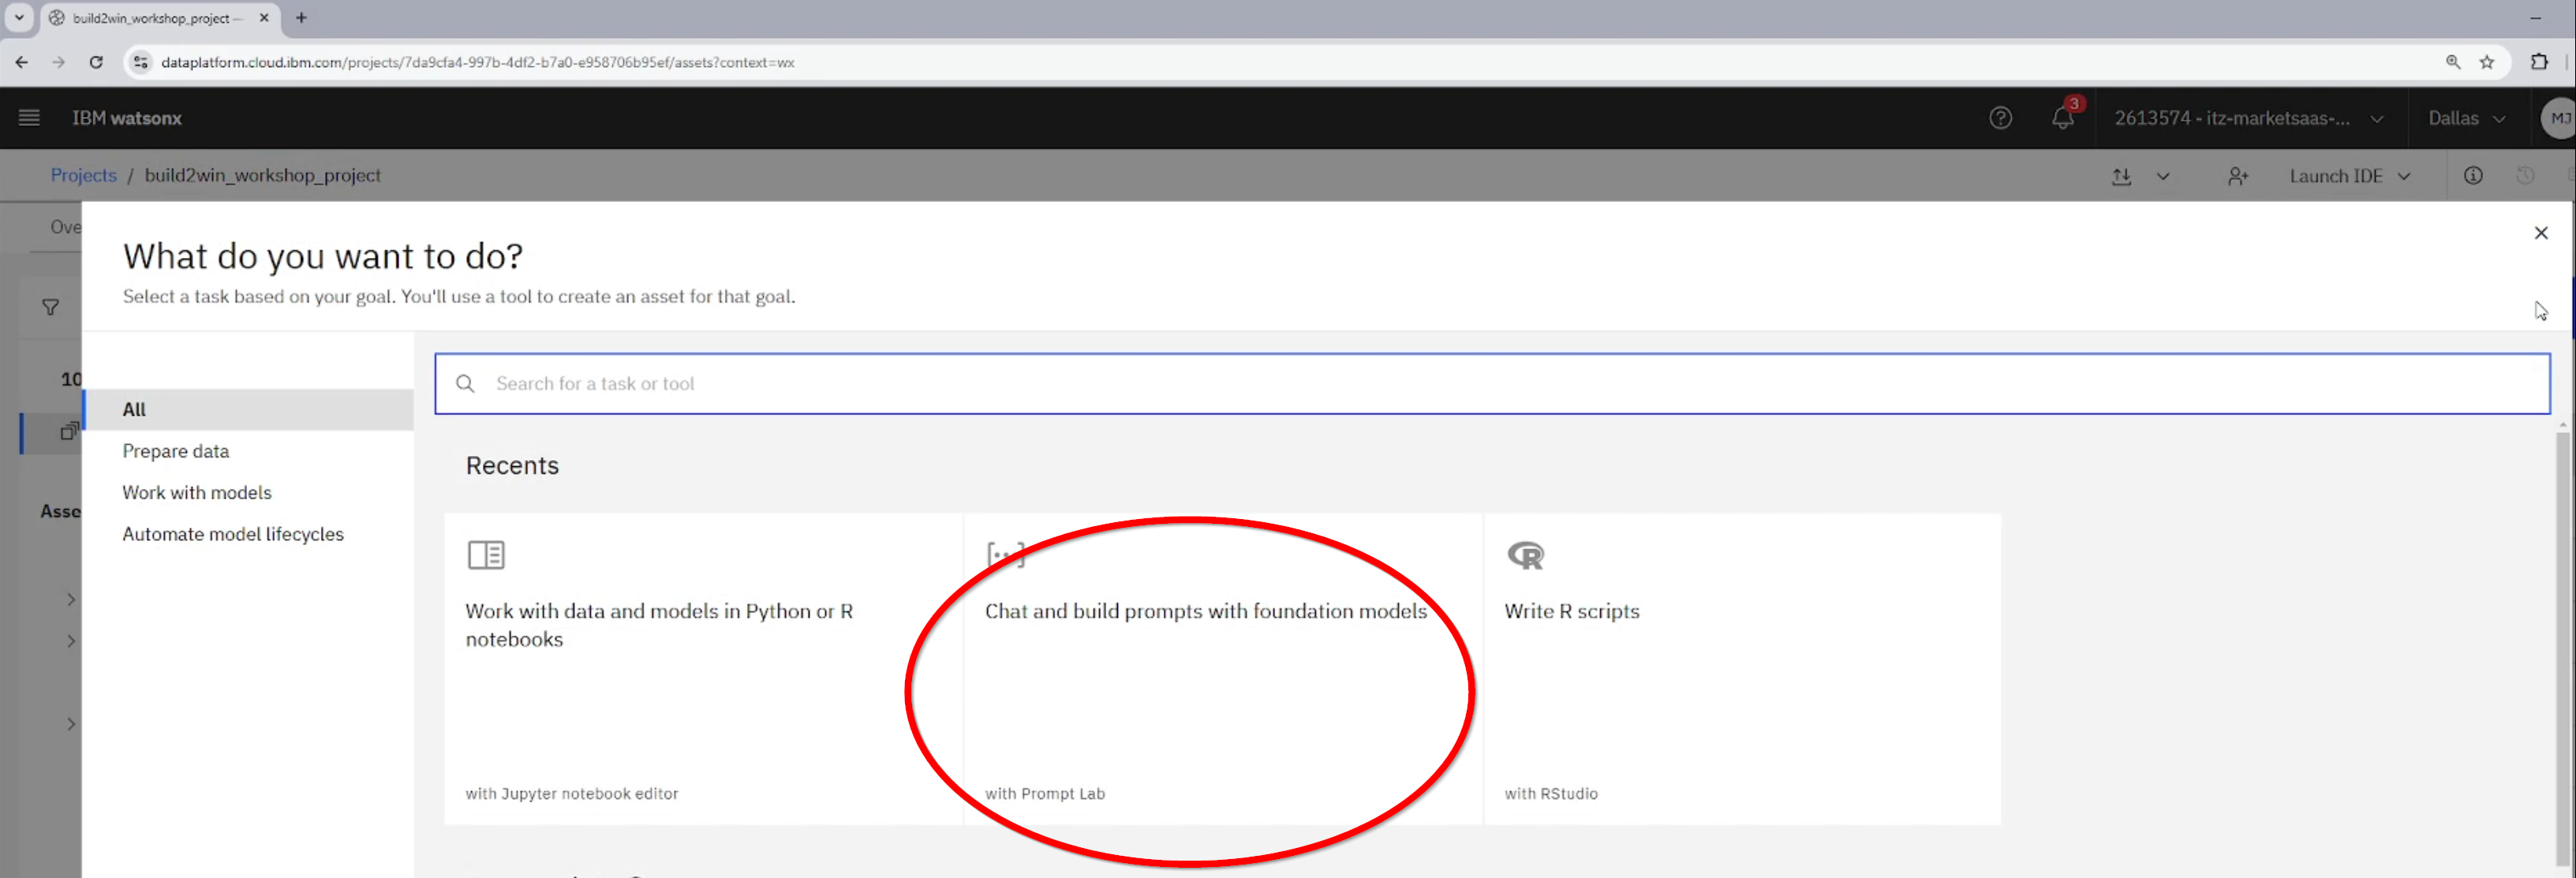 build2win_workshop_project —
dataplatform.cloud.ibm.com/projects/7da9cfa4-997b-4df2-b7a0-e958706b95ef/assets?context=wx
IBM watsonx
3
2613574 - itz-marketsaas-...
Dallas
MJ
Projects / build2win_workshop_project
Launch IDE
Ove
What do you want to do?
Select a task based on your goal. You'll use a tool to create an asset for that goal.
Search for a task or tool
10
All
Prepare data
Work with models
Automate model lifecycles
Asse
Recents
Work with data and models in Python or R
notebooks
with Jupyter notebook editor
Chat and build prompts with foundation models
with Prompt Lab
R
Write R scripts
with RStudio